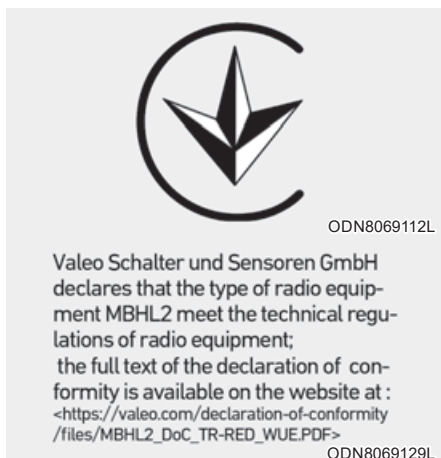 ODN8069112L
Valeo Schalter und Sensoren GmbH
declares that the type of radio equip-
ment MBHL2 meet the technical regu-
lations of radio equipment;
the full text of the declaration of con-
formity is available on the website at :
<https://valeo.com/declaration-of-conformity
/files/MBHL2_DoC_TR-RED_WUE.PDF>
ODN8069129L